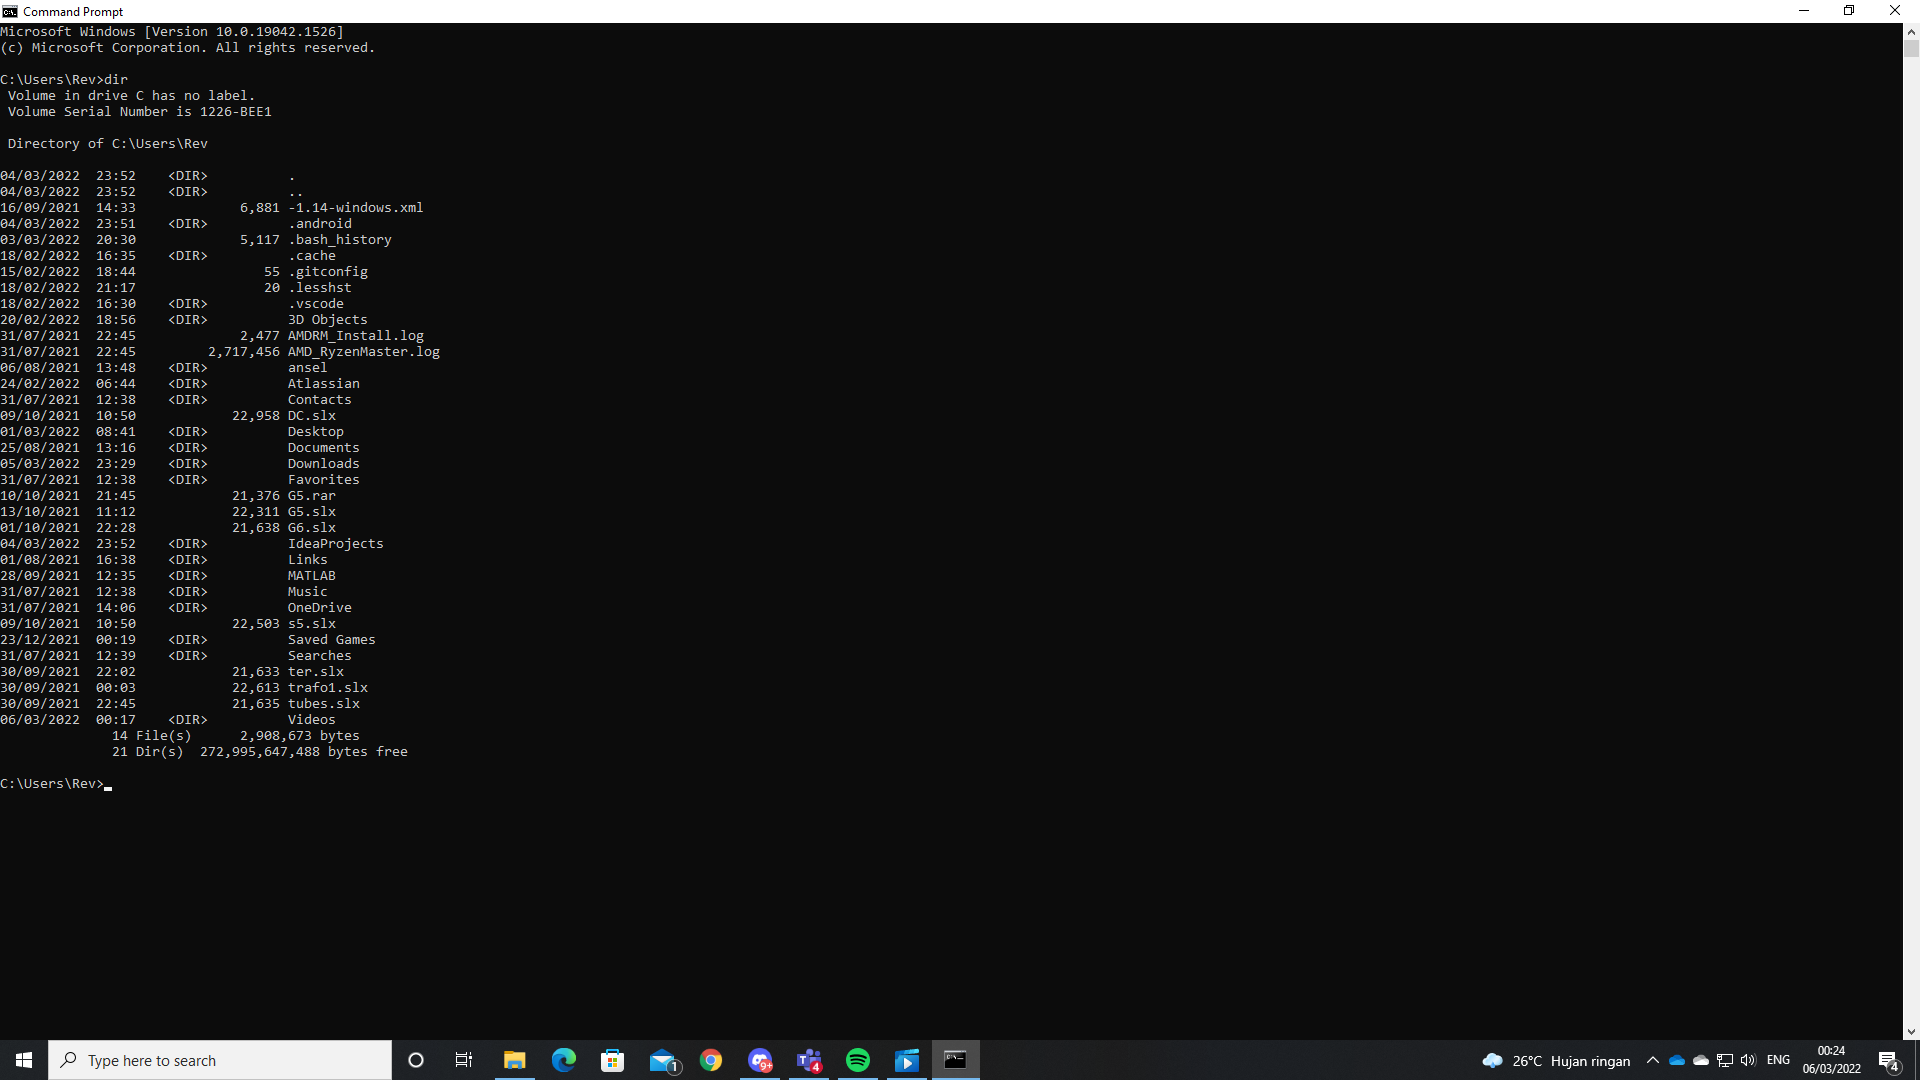 Command Prompt
Microsoft Windows [Version 10.0.19042.1526]
(c) Microsoft Corporation. All rights reserved.
C:\Users\Rev>dir
 Volume in drive C has no label.
 Volume Serial Number is 1226-BEE1
 Directory of C:\Users\Rev
04/03/2022  23:52    <DIR>          .
04/03/2022  23:52    <DIR>          ..
16/09/2021  14:33             6,881 -1.14-windows.xml
04/03/2022  23:51    <DIR>          .android
03/03/2022  20:30             5,117 .bash_history
18/02/2022  16:35    <DIR>          .cache
15/02/2022  18:44                55 .gitconfig
18/02/2022  21:17                20 .lesshst
18/02/2022  16:30    <DIR>          .vscode
20/02/2022  18:56    <DIR>          3D Objects
31/07/2021  22:45             2,477 AMDRM_Install.log
31/07/2021  22:45         2,717,456 AMD_RyzenMaster.log
06/08/2021  13:48    <DIR>          ansel
24/02/2022  06:44    <DIR>          Atlassian
31/07/2021  12:38    <DIR>          Contacts
09/10/2021  10:50            22,958 DC.slx
01/03/2022  08:41    <DIR>          Desktop
25/08/2021  13:16    <DIR>          Documents
05/03/2022  23:29    <DIR>          Downloads
31/07/2021  12:38    <DIR>          Favorites
10/10/2021  21:45            21,376 G5.rar
13/10/2021  11:12            22,311 G5.slx
01/10/2021  22:28            21,638 G6.slx
04/03/2022  23:52    <DIR>          IdeaProjects
01/08/2021  16:38    <DIR>          Links
28/09/2021  12:35    <DIR>          MATLAB
31/07/2021  12:38    <DIR>          Music
31/07/2021  14:06    <DIR>          OneDrive
09/10/2021  10:50            22,503 s5.slx
23/12/2021  00:19    <DIR>          Saved Games
31/07/2021  12:39    <DIR>          Searches
30/09/2021  22:02            21,633 ter.slx
30/09/2021  00:03            22,613 trafo1.slx
30/09/2021  22:45            21,635 tubes.slx
06/03/2022  00:17    <DIR>          Videos
              14 File(s)      2,908,673 bytes
              21 Dir(s)  272,995,647,488 bytes free
C:\Users\Rev>
Type here to search
1
9+
4
26°C Hujan ringan
ENG
00:24
06/03/2022
4